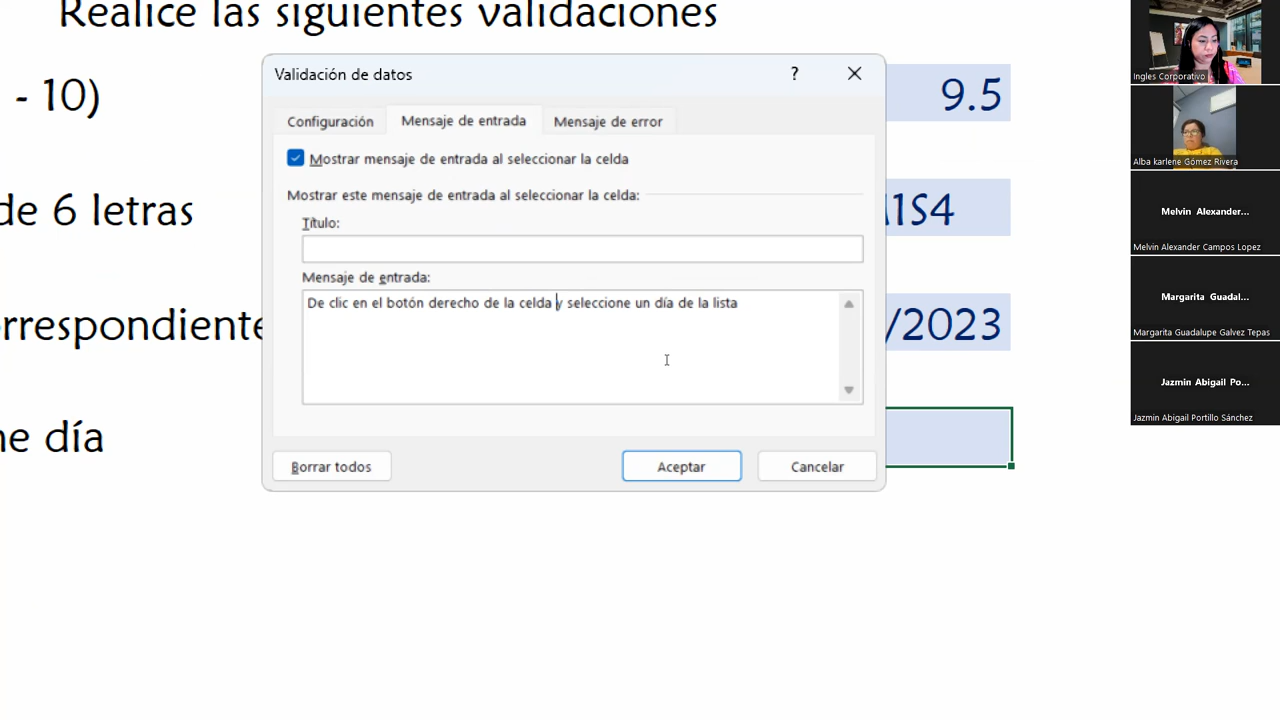 Realice las siguientes validaciones
- 10)
9.5
de 6 letras
1S4
orrespondiente
/2023
ne día
Validación de datos
?
Configuración
Mensaje de entrada
Mensaje de error
Mostrar mensaje de entrada al seleccionar la celda
Mostrar este mensaje de entrada al seleccionar la celda:
Título:
Mensaje de entrada:
De clic en el botón derecho de la celda y seleccione un día de la lista
Borrar todos
Aceptar
Cancelar
Ingles Corporativo
Alba karlene Gómez Rivera
Melvin Alexander...
Melvin Alexander Campos Lopez
Margarita Guadal...
Margarita Guadalupe Galvez Tepas
Jazmin Abigail Po...
Jazmin Abigail Portillo Sánchez